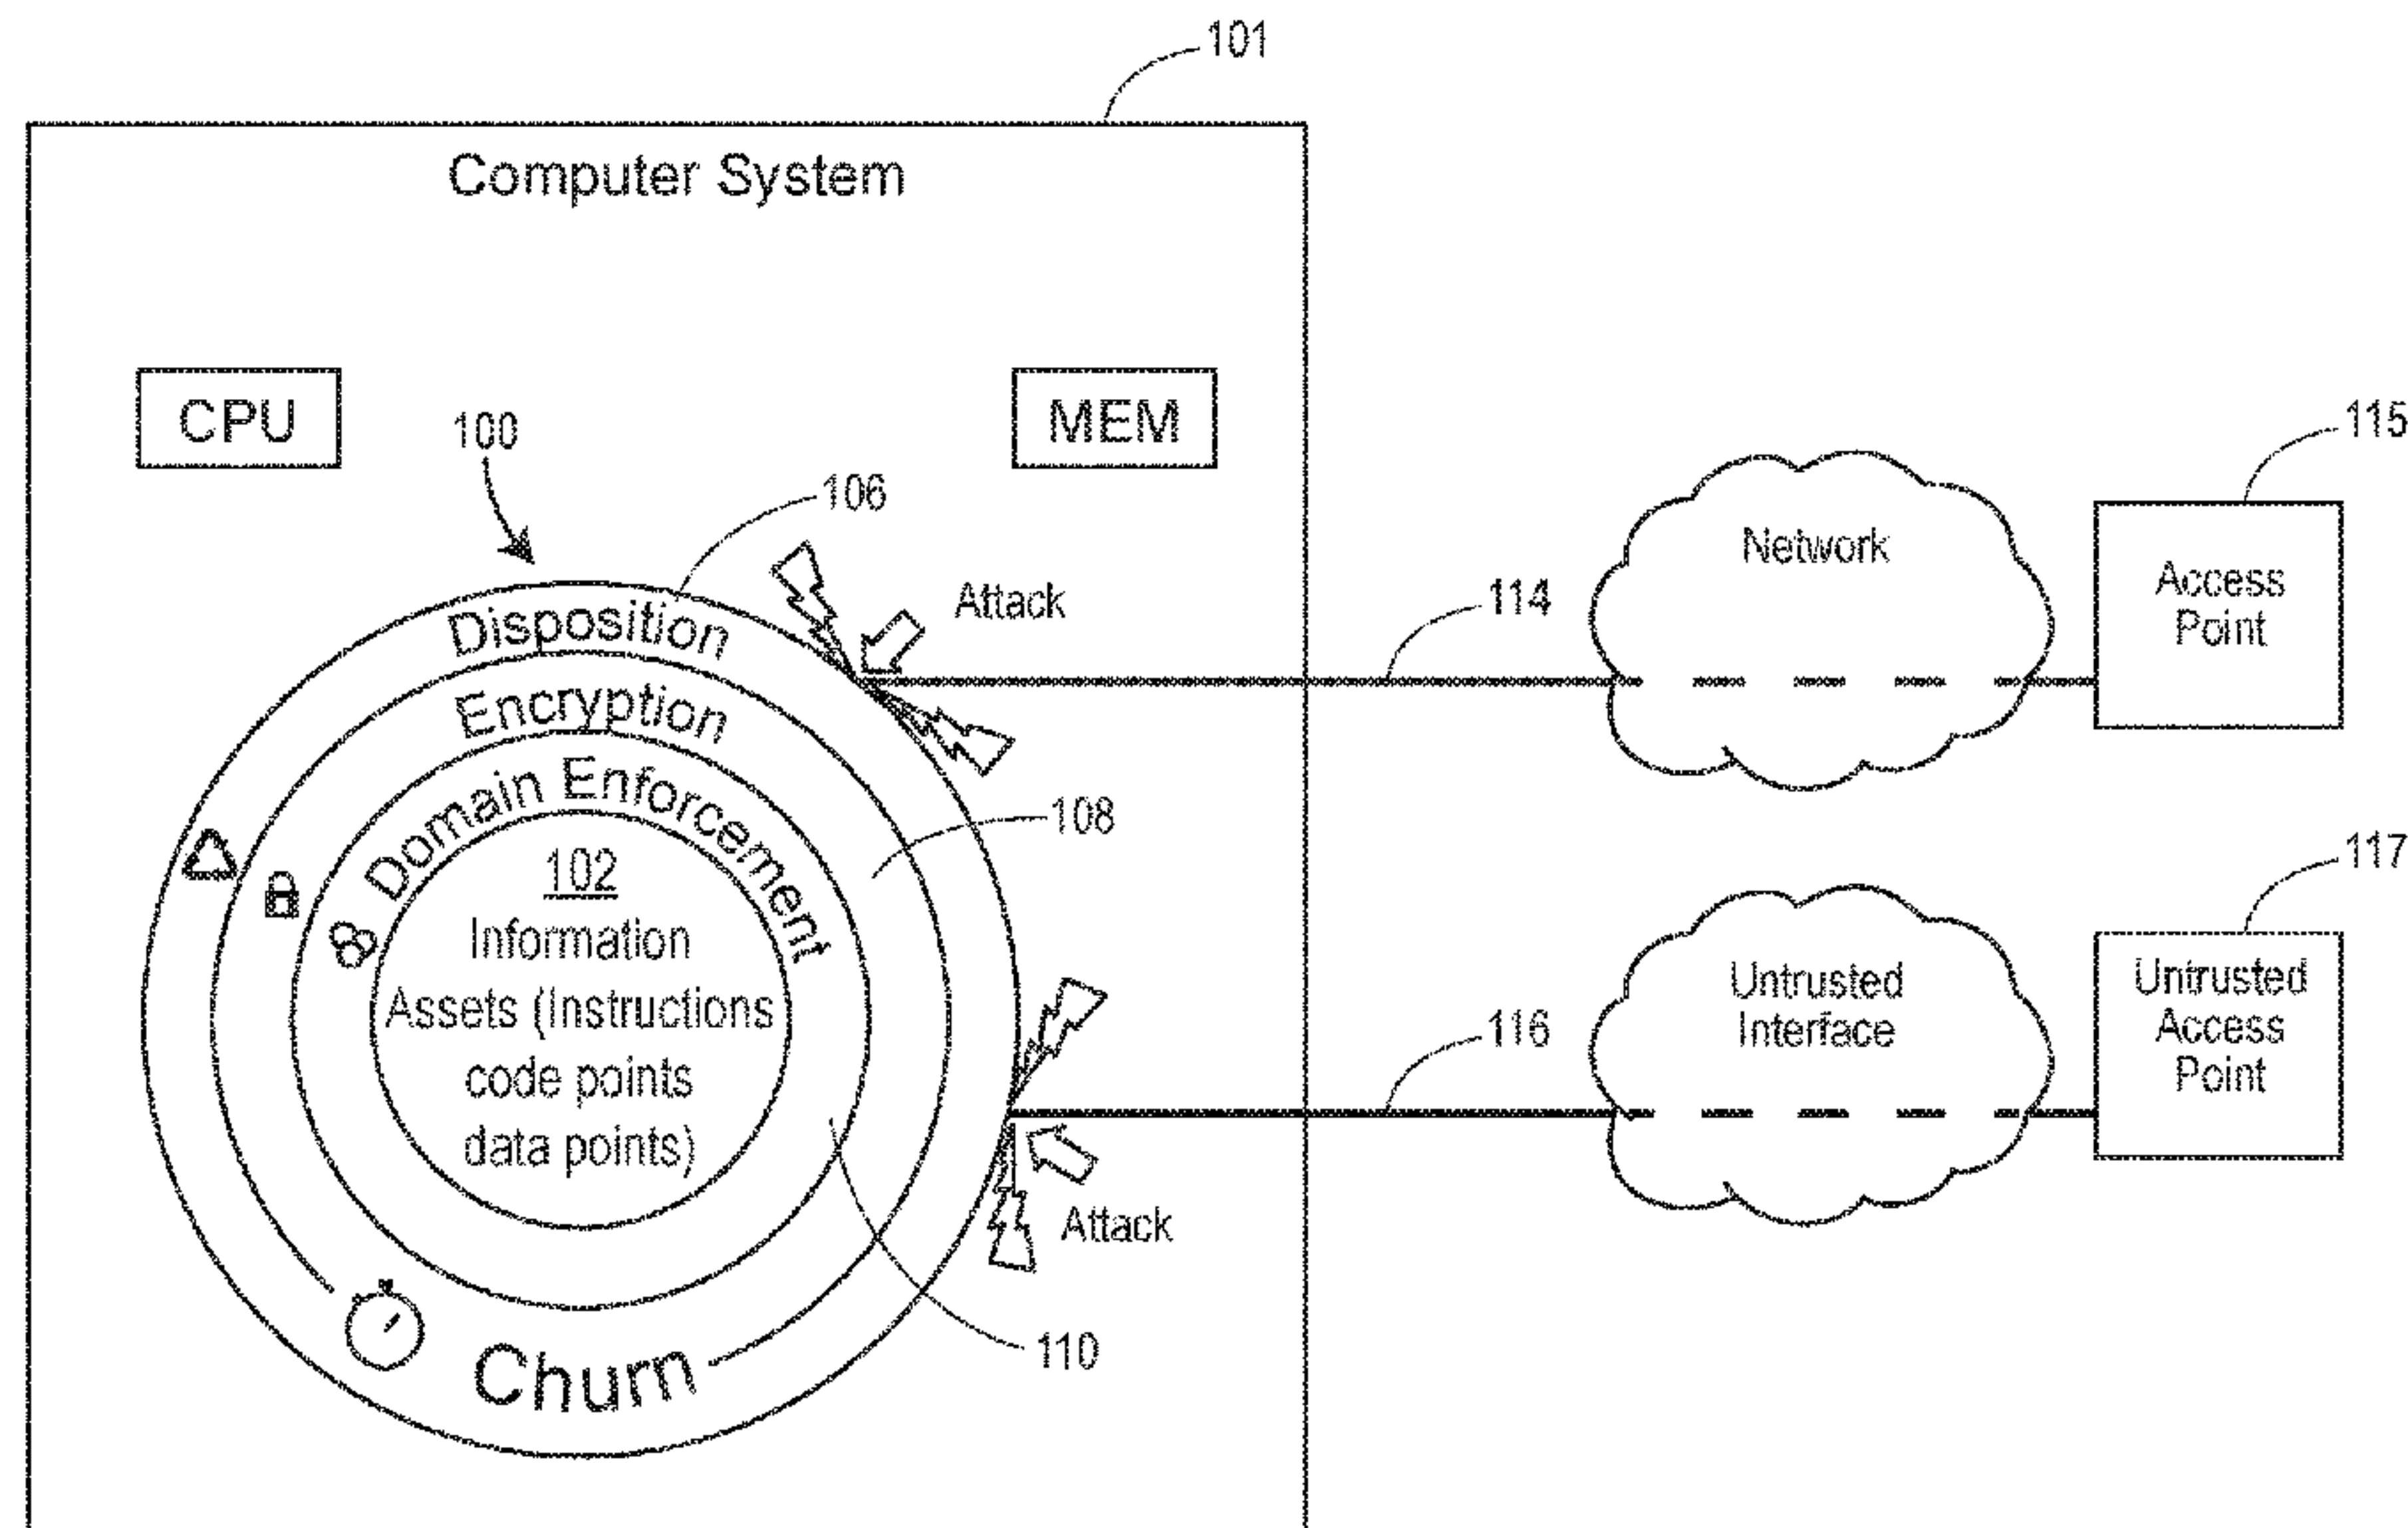 101
Computer System
CPU
MEM
100
106
115
Network
Access
Point
Attack
114
Disposition
Encryption
Domain Enforcement
108
102
Information
Assets (Instructions
code points
data points)
117
Untrusted
Interface
Untrusted
Access
Point
116
Attack
110
Churn